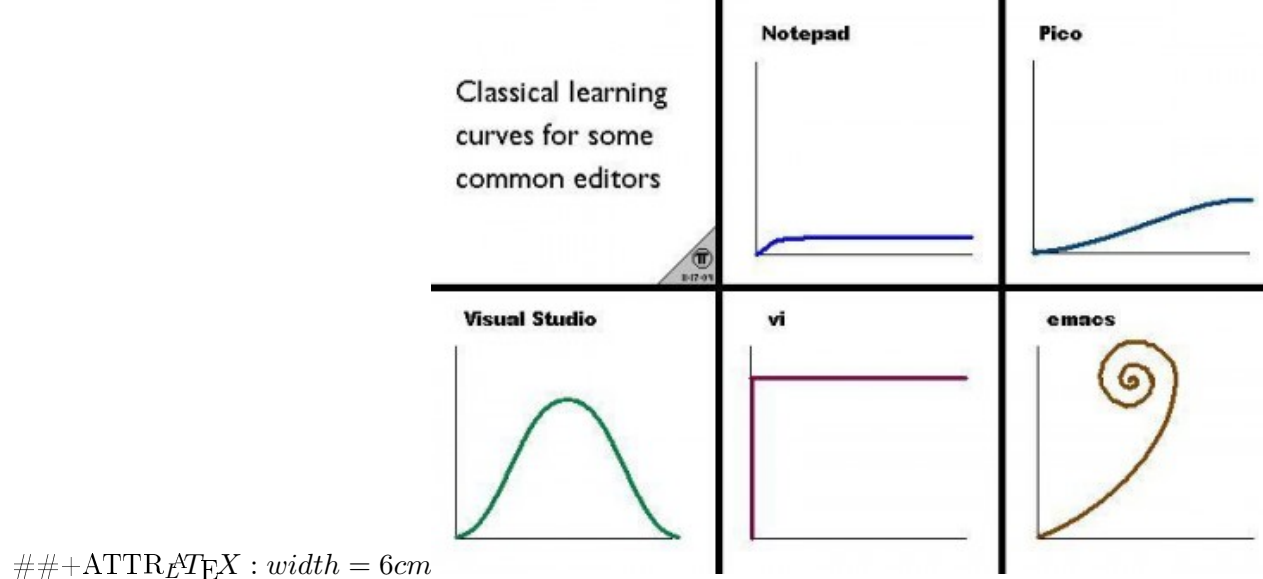 Classical learning
curves for some
common editors
Notepad
Pico
Visual Studio
vi
emacs
##+ATTR_LATEX : width = 6cm